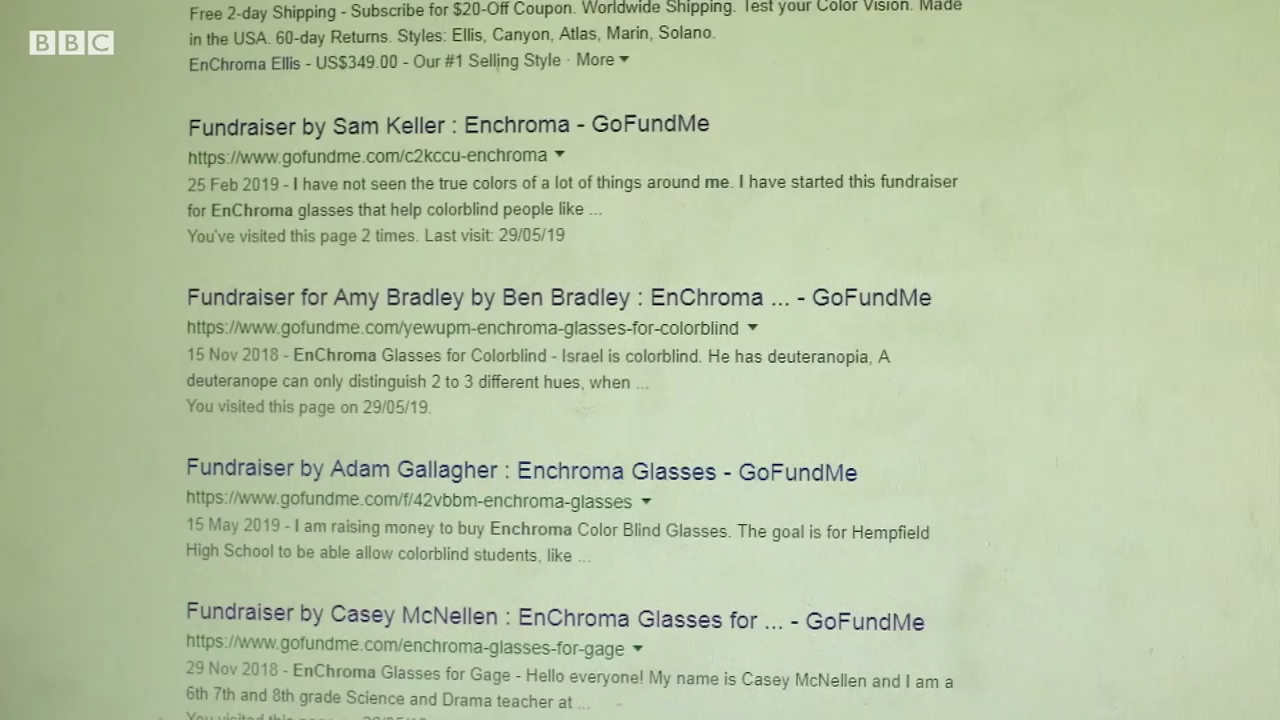 Free 2-day Shipping - Subscribe for $20-Off Coupon. Worldwide Shipping. Test your Color Vision. Made
BBC
in the USA. 60-day Returns. Styles: Ellis, Canyon, Atlas, Marin, Solano.
EnChroma Ellis - US$349.00 - Our #1 Selling Style · More
Fundraiser by Sam Keller : Enchroma - GoFundMe
https://www.gofundme.com/c2kccu-enchroma
25 Feb 2019 - I have not seen the true colors of a lot of things around me. I have started this fundraiser
for EnChroma glasses that help colorblind people like ...
You've visited this page 2 times. Last visit: 29/05/19
Fundraiser for Amy Bradley by Ben Bradley : EnChroma ... - GoFundMe
https://www.gofundme.com/yewupm-enchroma-glasses-for-colorblind
15 Nov 2018 - EnChroma Glasses for Colorblind - Israel is colorblind. He has deuteranopia, A
deuteranope can only distinguish 2 to 3 different hues, when ...
You visited this page on 29/05/19.
Fundraiser by Adam Gallagher : Enchroma Glasses - GoFundMe
https://www.gofundme.com/f/42vbbm-enchroma-glasses
15 May 2019 - I am raising money to buy Enchroma Color Blind Glasses. The goal is for Hempfield
High School to be able allow colorblind students, like ...
Fundraiser by Casey McNellen : EnChroma Glasses for ... - GoFundMe
https://www.gofundme.com/enchroma-glasses-for-gage
29 Nov 2018 - EnChroma Glasses for Gage - Hello everyone! My name is Casey McNellen and I am a
6th 7th and 8th grade Science and Drama teacher at ...
You visited this page